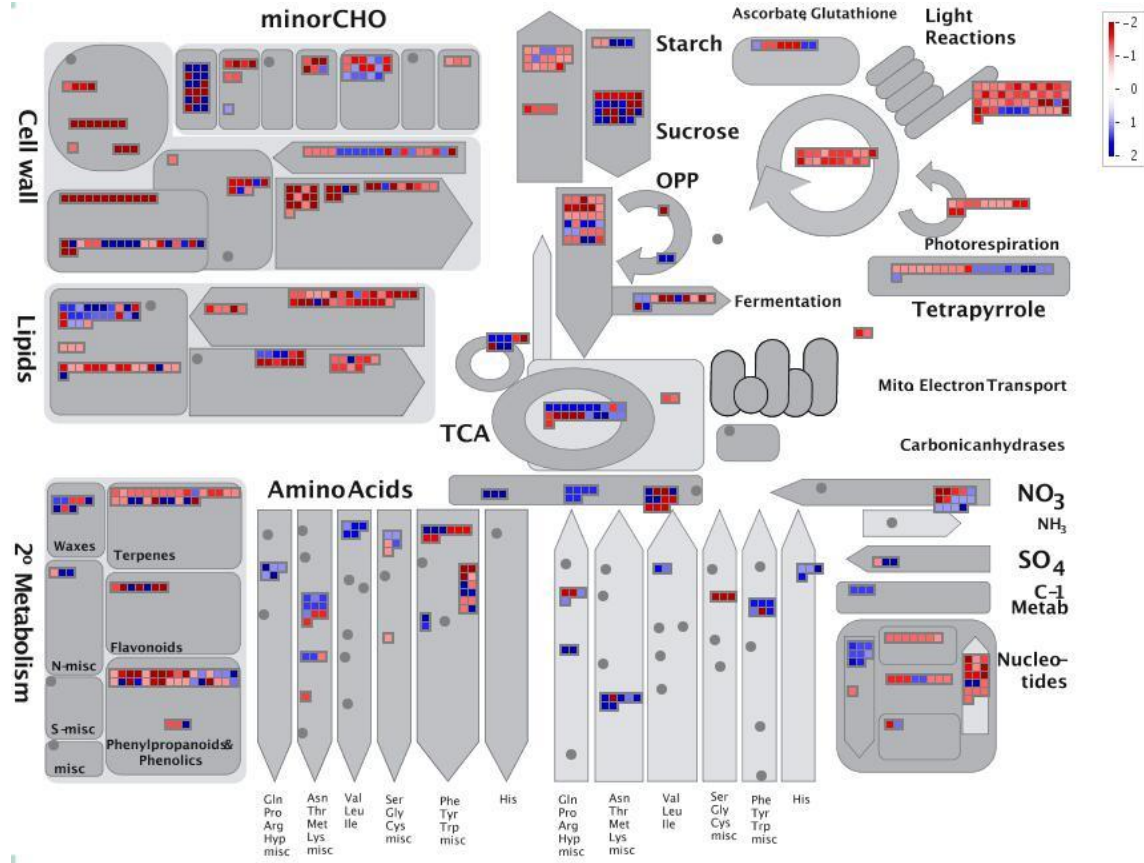 minorCHO
Cell wall
Lipids
2º Metabolism
Starch
Sucrose
OPP
Ascorbate, Glutathione
Light
Reactions
-2
-1
0
1
2
Photorespiration
Tetrapyrrole
Fermentation
Mito. Electron Transport
TCA
Carbonicanhydrases
Amino Acids
NO3
NH3
SO4
C-1
Metab
Nucleo-
tides
Waxes
Terpenes
Flavonoids
N-misc
S-misc
misc
Phenylpropanoids&
Phenolics
Gln
Pro
Arg
Hyp
misc
Asn
Thr
Met
Lys
misc
Val
Leu
Ile
Ser
Gly
Cys
misc
Phe
Tyr
Trp
misc
His
Gln
Pro
Arg
Hyp
misc
Asn
Thr
Met
Lys
misc
Val
Leu
Ile
Ser
Gly
Cys
misc
Phe
Tyr
Trp
misc
His